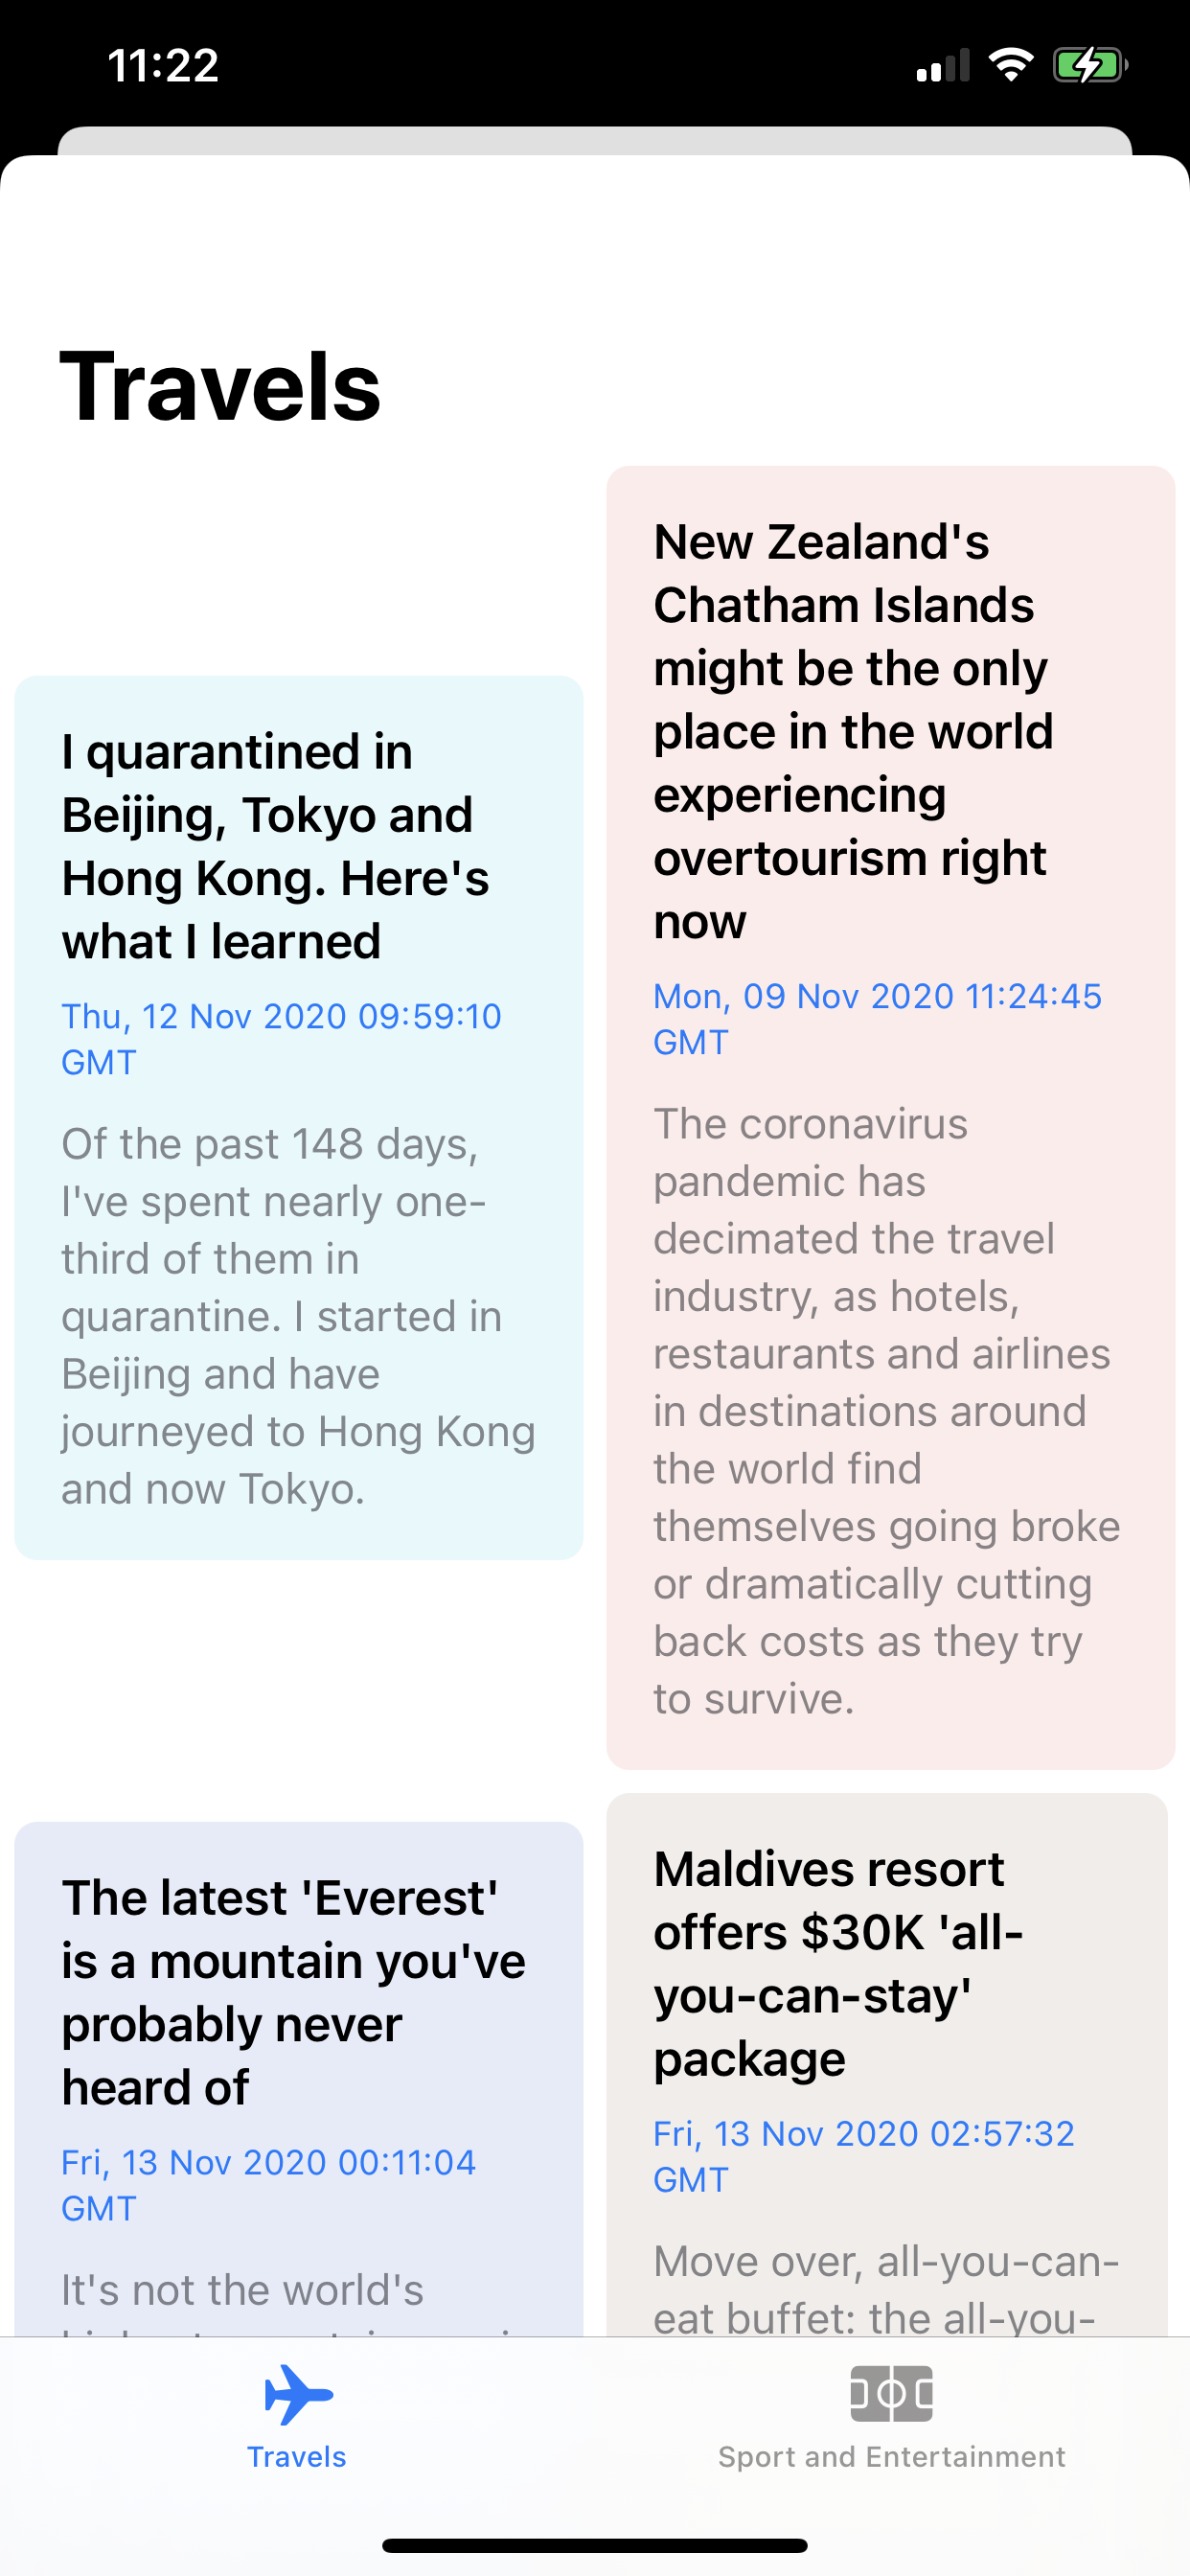 11:22
Travels
I quarantined in
Beijing, Tokyo and
Hong Kong. Here's
what I learned
Thu, 12 Nov 2020 09:59:10
GMT
Of the past 148 days,
I've spent nearly one-
third of them in
quarantine. I started in
Beijing and have
journeyed to Hong Kong
and now Tokyo.
New Zealand's
Chatham Islands
might be the only
place in the world
experiencing
overtourism right
now
Mon, 09 Nov 2020 11:24:45
GMT
The coronavirus
pandemic has
decimated the travel
industry, as hotels,
restaurants and airlines
in destinations around
the world find
themselves going broke
or dramatically cutting
back costs as they try
to survive.
The latest 'Everest'
is a mountain you've
probably never
heard of
Fri, 13 Nov 2020 00:11:04
GMT
It's not the world's
Maldives resort
offers $30K 'all-
you-can-stay'
package
Fri, 13 Nov 2020 02:57:32
GMT
Move over, all-you-can-
eat buffet: the all-you-
Travels
Sport and Entertainment